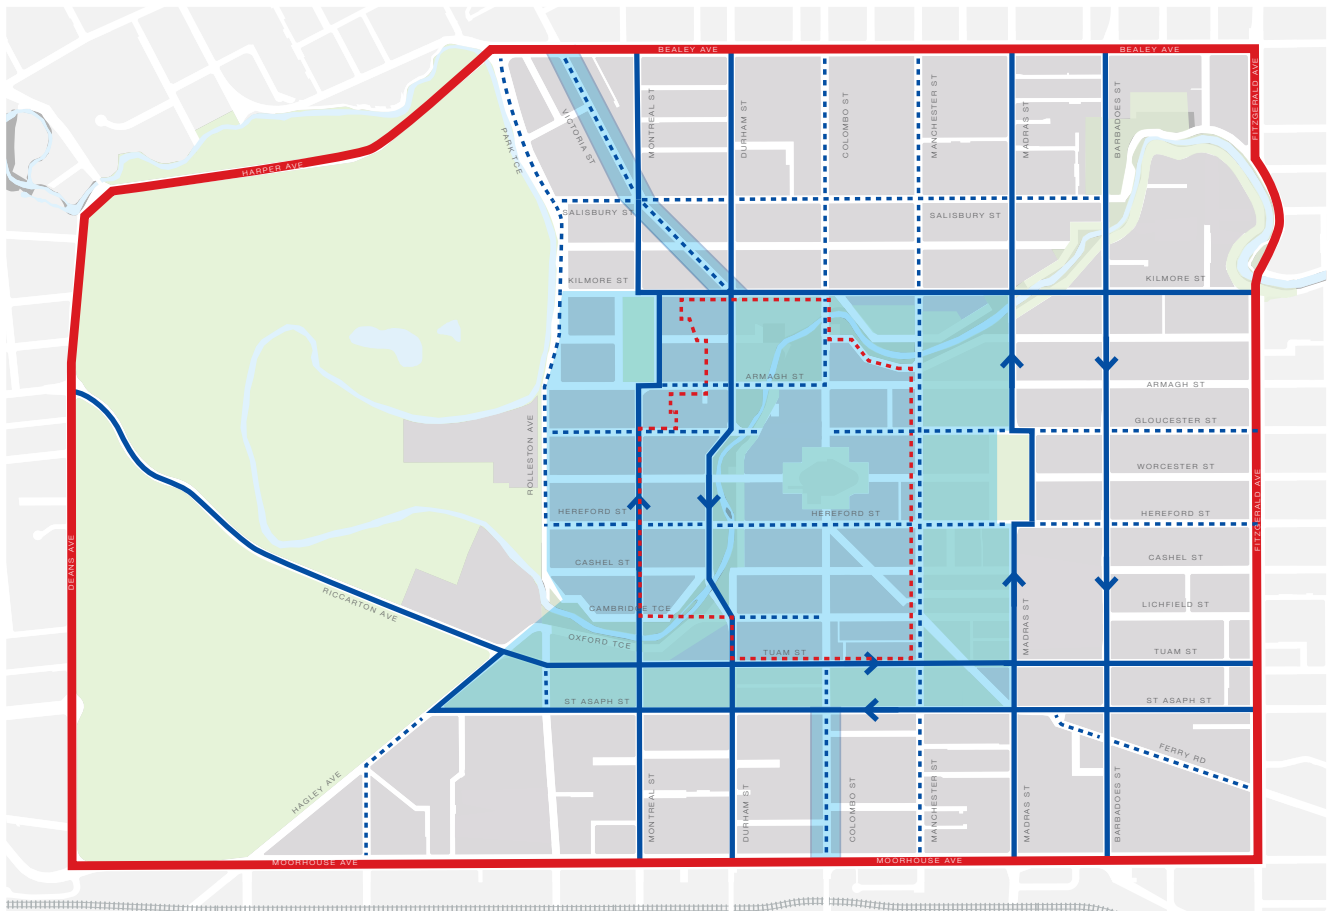 BEALEY AVE
BEALEY AVE
FITZGERALD AVE
HARPER AVE
PARK TCE
VICTORIA ST
MONTREAL ST
DURHAM ST
COLOMBO ST
MANCHESTER ST
MADRAS ST
BARBADOES ST
SALISBURY ST
SALISBURY ST
KILMORE ST
KILMORE ST
ARMAGH ST
ARMAGH ST
GLOUCESTER ST
ROLLESTON AVE
WORCESTER ST
HEREFORD ST
HEREFORD ST
HEREFORD ST
FITZGERALD AVE
DEANS AVE
CASHEL ST
CASHEL ST
RICCARTON AVE
CAMBRIDGE TCE
LICHFIELD ST
OXFORD TCE
MADRAS ST
TUAM ST
TUAM ST
ST ASAPH ST
ST ASAPH ST
FERRY RD
HAGLEY AVE
MONTREAL ST
DURHAM ST
COLOMBO ST
MANCHESTER ST
MADRAS ST
BARBADOES ST
MOORHOUSE AVE
MOORHOUSE AVE